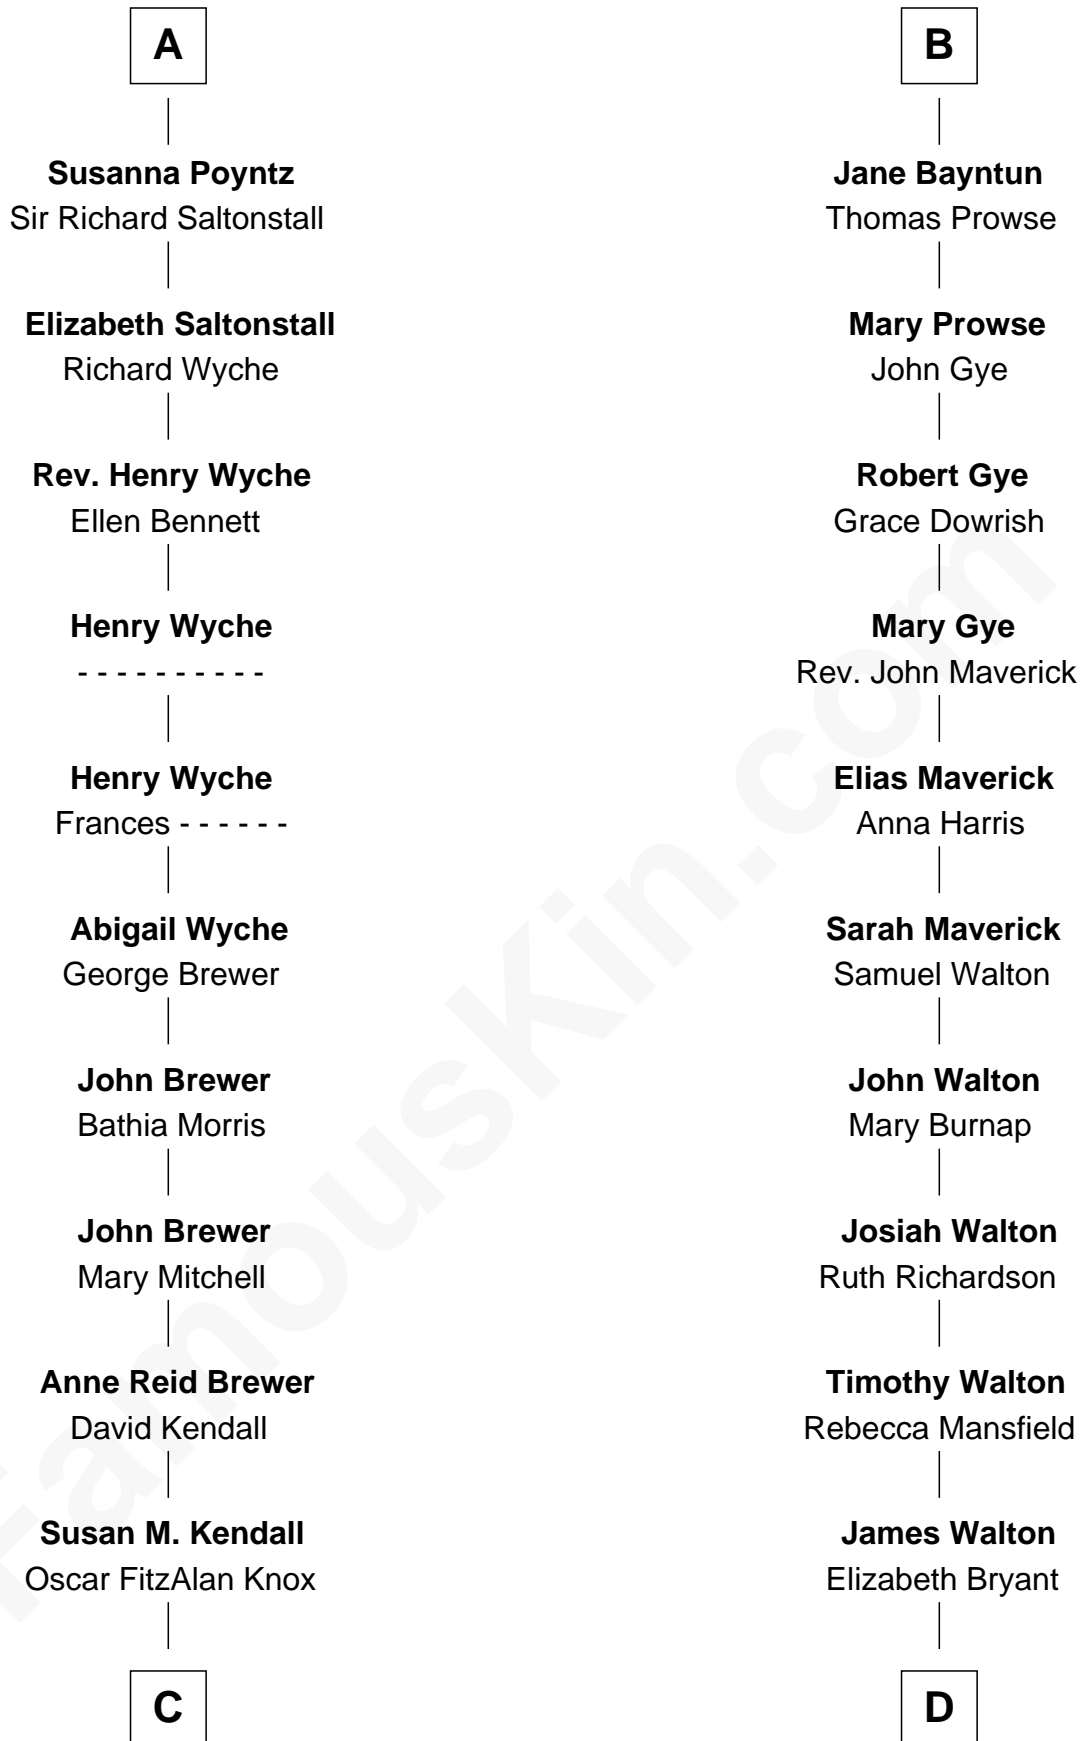 A
Susanna Poyntz
Sir Richard Saltonstall
Elizabeth Saltonstall
Richard Wyche
Rev. Henry Wyche
Ellen Bennett
Henry Wyche
- - - - - - - - - -
Henry Wyche
Frances - - - - - -
Abigail Wyche
George Brewer
John Brewer
Bathia Morris
John Brewer
Mary Mitchell
Anne Reid Brewer
David Kendall
Susan M. Kendall
Oscar FitzAlan Knox
C
B
Jane Bayntun
Thomas Prowse
Mary Prowse
John Gye
Robert Gye
Grace Dowrish
Mary Gye
Rev. John Maverick
Elias Maverick
Anna Harris
Sarah Maverick
Samuel Walton
John Walton
Mary Burnap
Josiah Walton
Ruth Richardson
Timothy Walton
Rebecca Mansfield
James Walton
Elizabeth Bryant
D
FamousKin.com